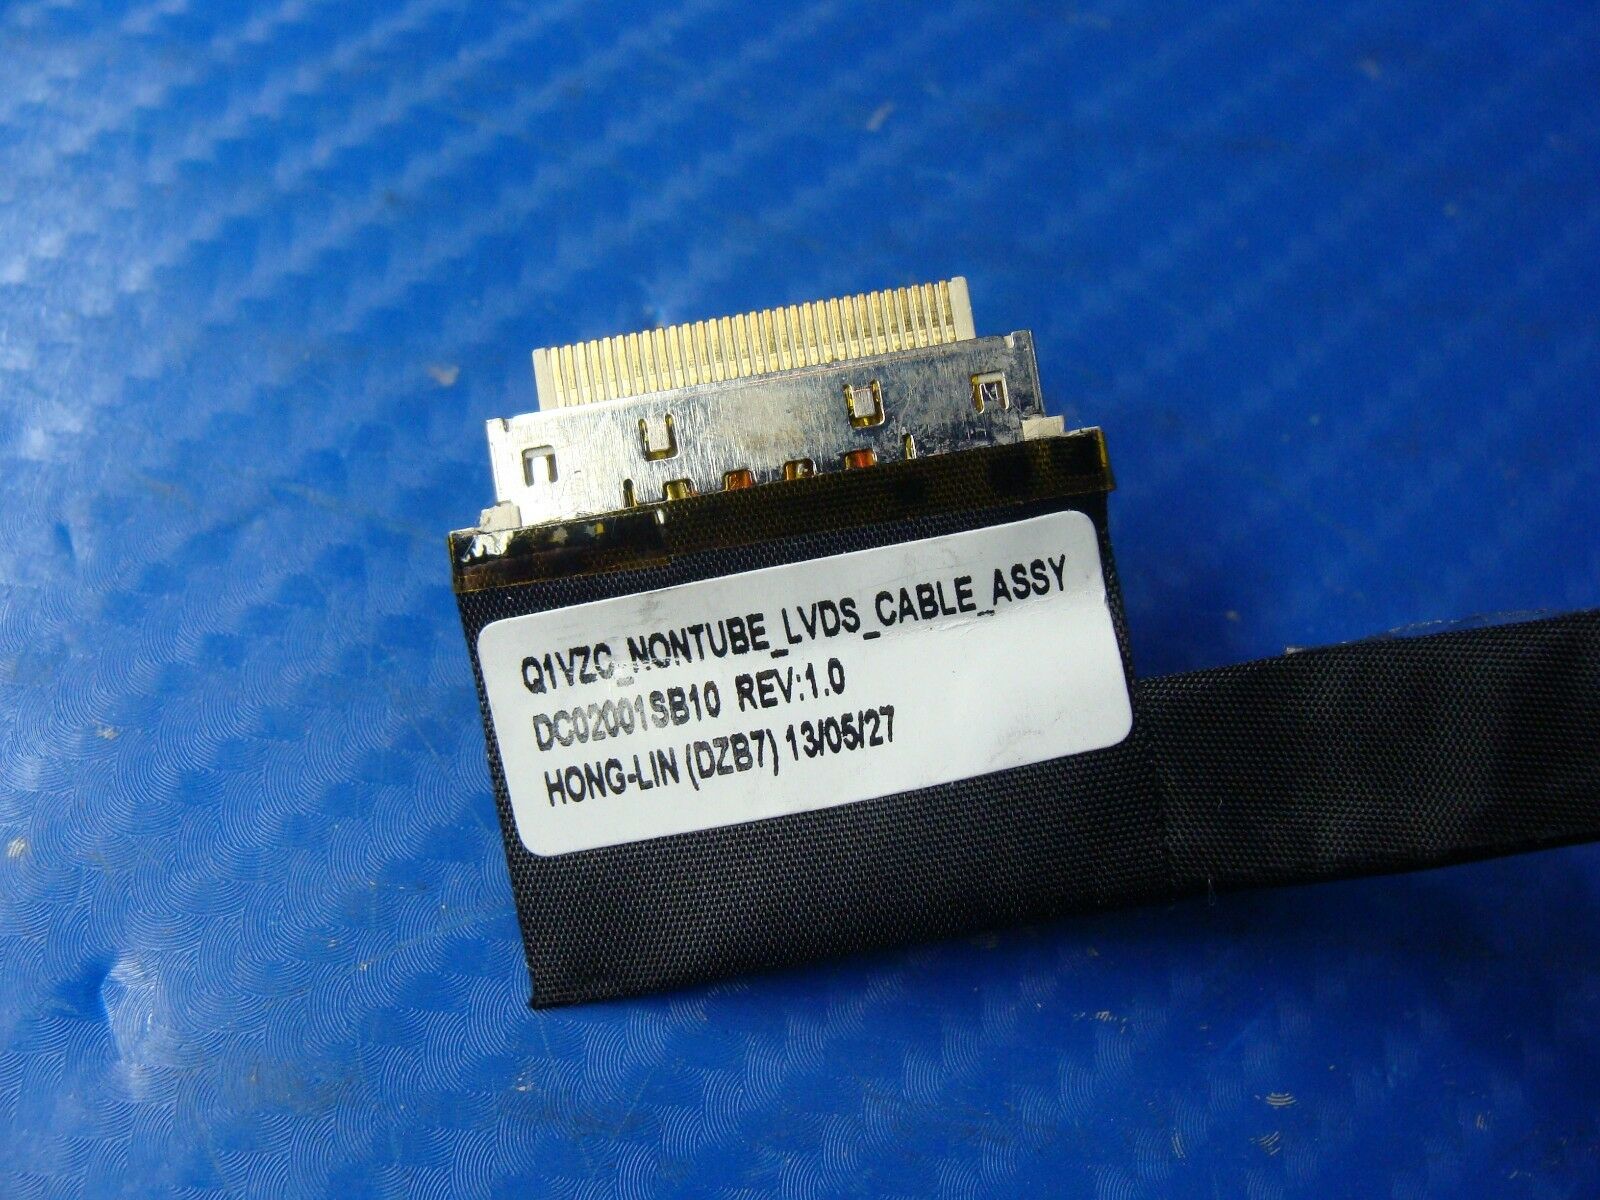 Q1VZC_NONTUBE_LVDS_CABLE_ASSY
DC02001SB10 REV:1.0
HONG-LIN (DZB7) 13/05/27